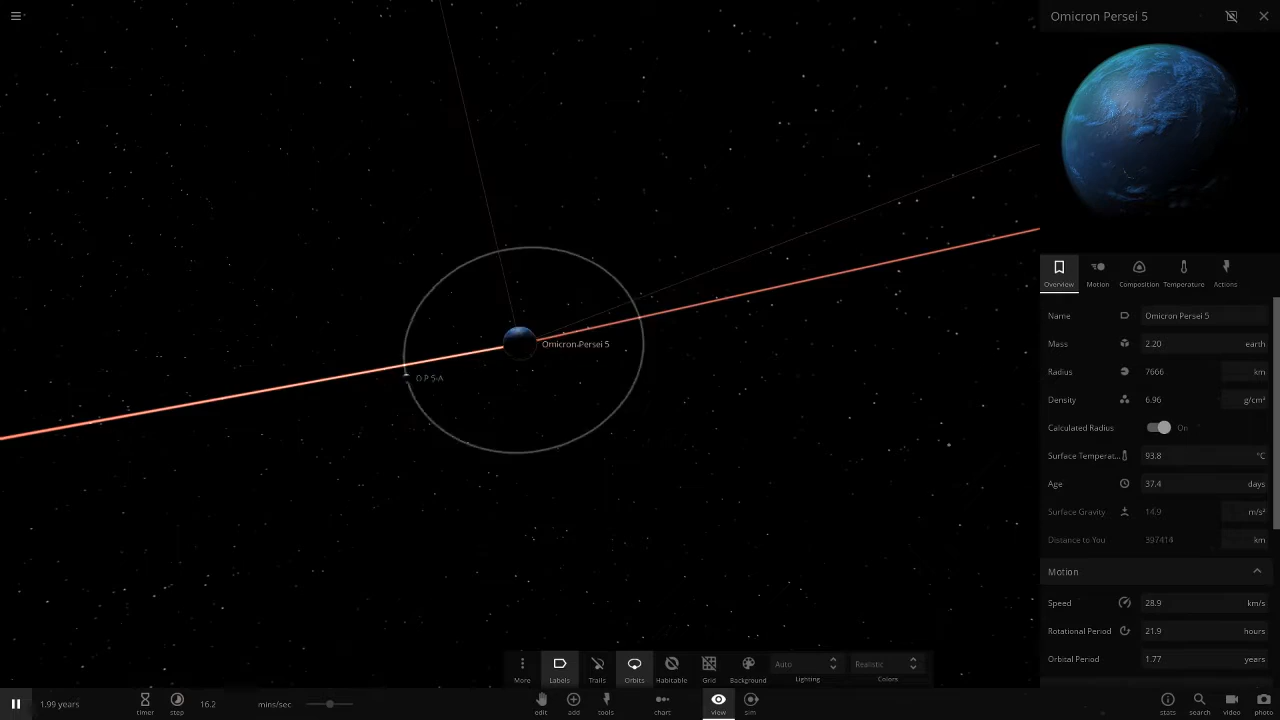 Omicron Persei 5
Omicron Persei 5
O P 5-A
Overview Motion Composition Temperature Actions
Name Omicron Persei 5
Mass 2.20 earth
Radius 7666 km
Density 6.96 g/cm³
Calculated Radius On
Surface Temperat... 93.8 °C
Age 37.4 days
Surface Gravity 14.9 m/s²
Distance to You 397414 km
Motion
Speed 28.9 km/s
Rotational Period 21.9 hours
Orbital Period 1.77 years
More Labels Trails Orbits Habitable Grid Background Auto Lighting Realistic Colors
1.99 years timer step 16.2 mins/sec edit add tools chart view sim stats search video photo